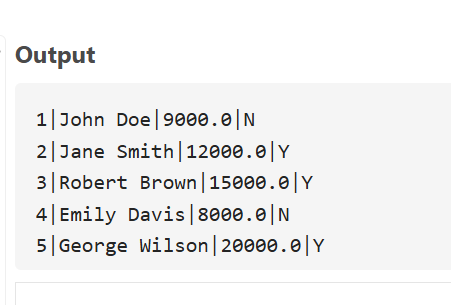 Output
1|John Doe|9000.0|N
2|Jane Smith|12000.0|Y
3|Robert Brown|15000.0|Y
4|Emily Davis|8000.0|N
5|George Wilson|20000.0|Y